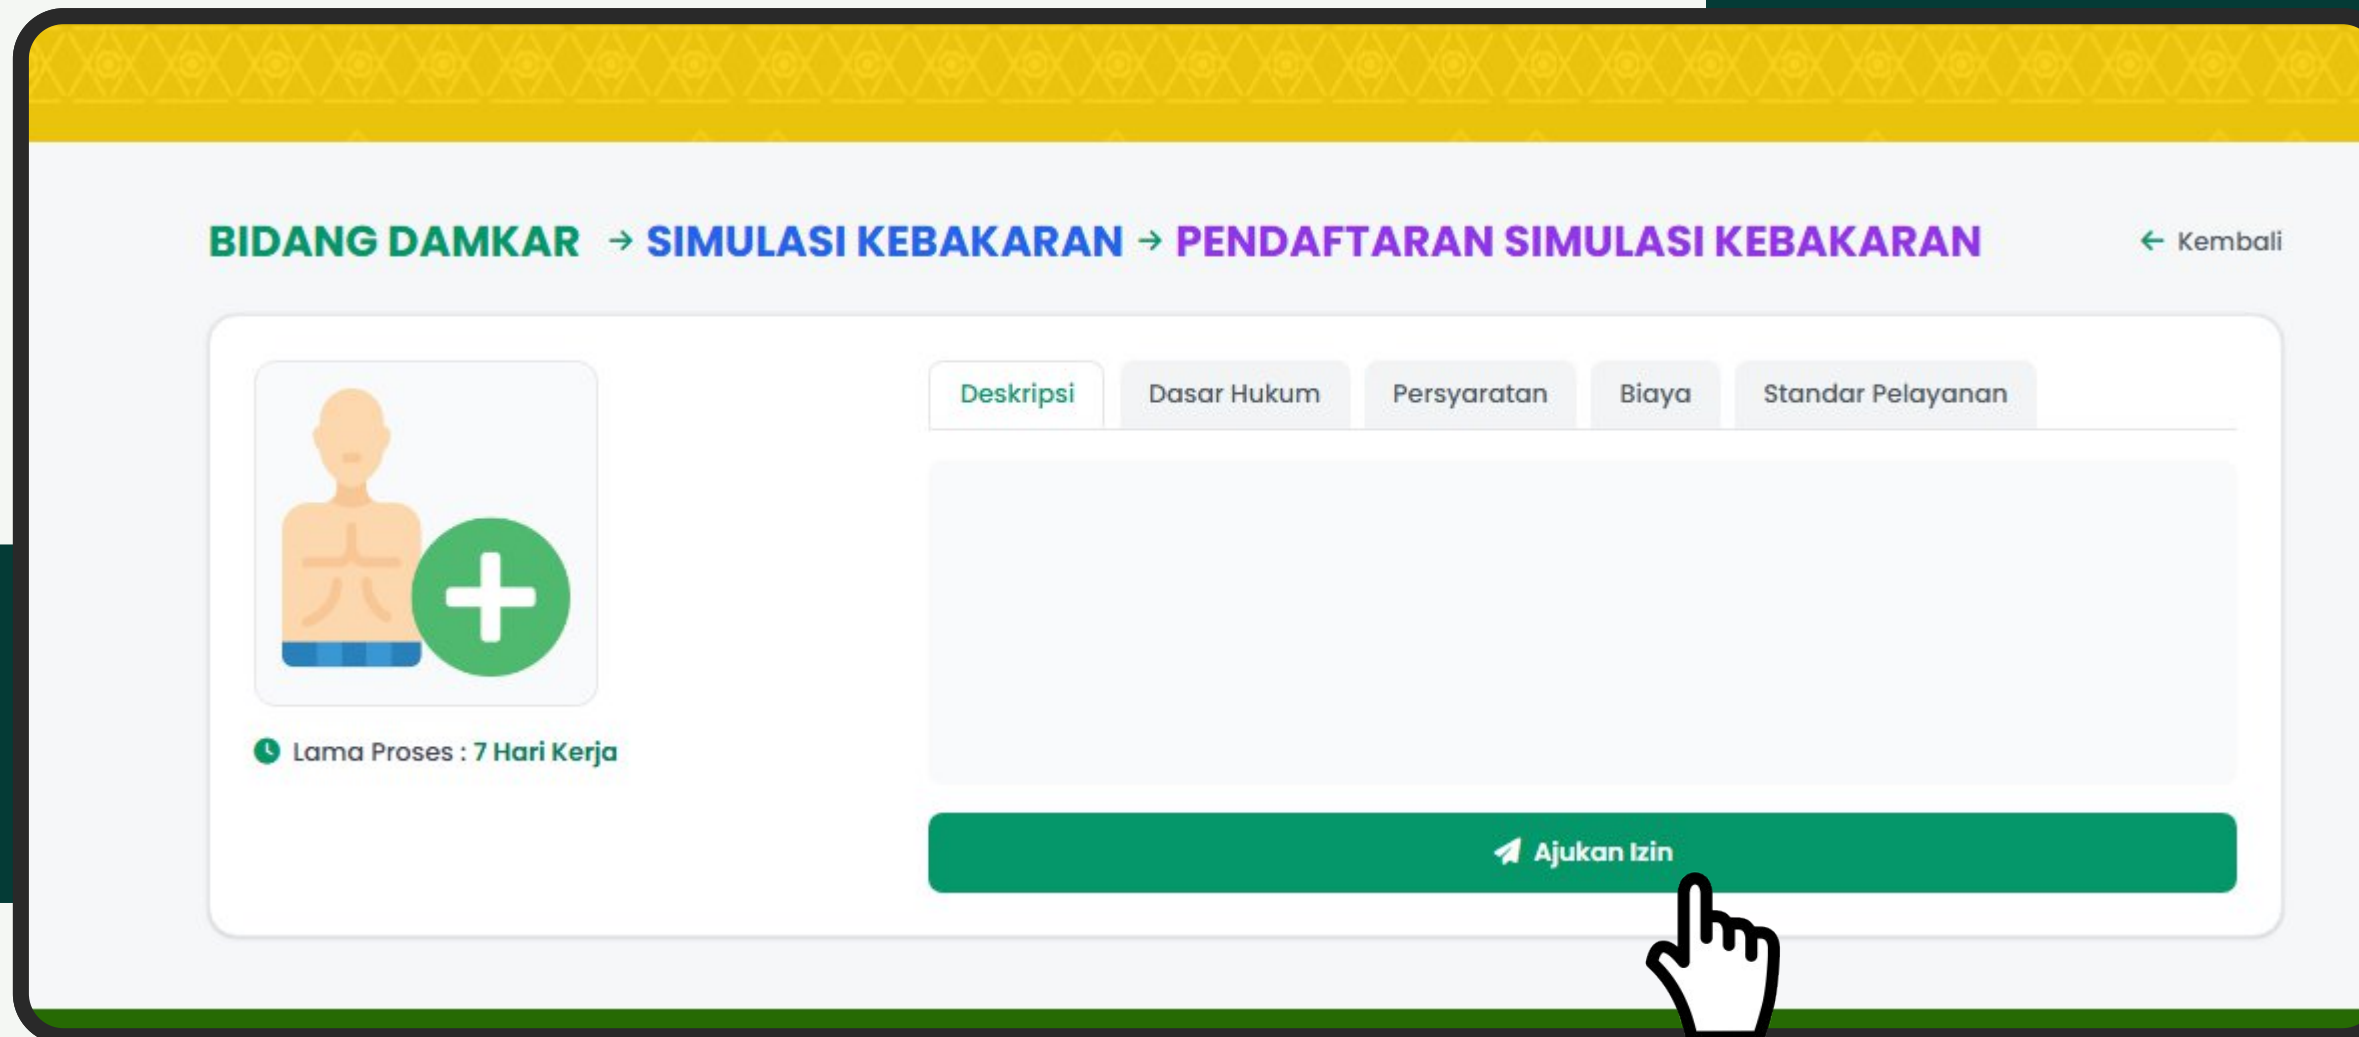 BIDANG DAMKAR → SIMULASI KEBAKARAN → PENDAFTARAN SIMULASI KEBAKARAN
← Kembali
Deskripsi
Dasar Hukum
Persyaratan
Biaya
Standar Pelayanan
Lama Proses : 7 Hari Kerja
Ajukan Izin